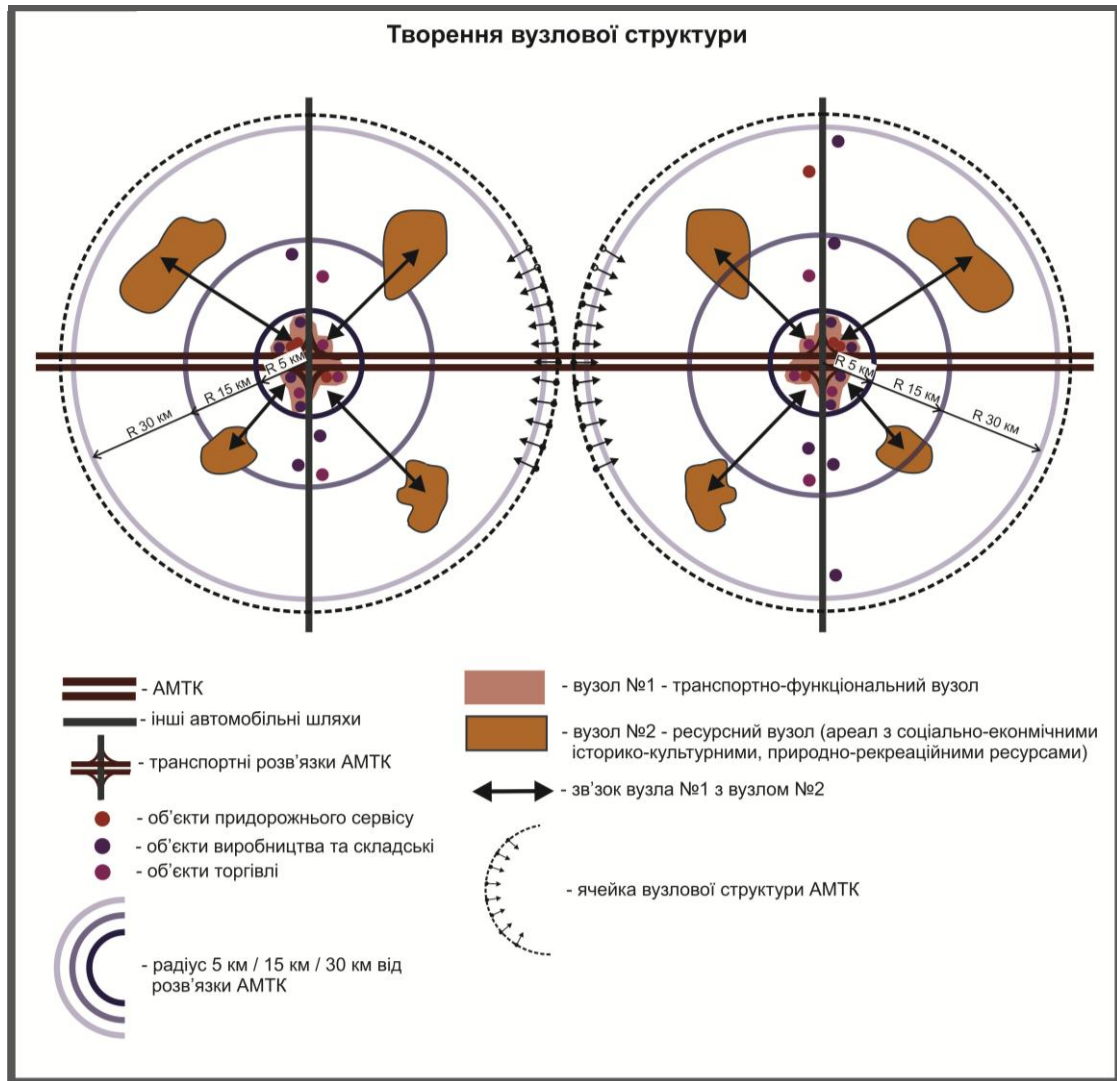 Творення вузлової структури
R 5 км
R 15 км
R 30 км
R 5 км
R 15 км
R 30 км
- АМТК
- інші автомобільні шляхи
- транспортні розв’язки АМТК
- об’єкти придорожнього сервісу
- об’єкти виробництва та складські
- об’єкти торгівлі
- радіус 5 км / 15 км / 30 км від
розв’язки АМТК
- вузол №1 - транспортно-функціональний вузол
- вузол №2 - ресурсний вузол (ареал з соціально-еконмічними
історико-культурними, природно-рекреаційними ресурсами)
- зв’зок вузла №1 з вузлом №2
- ячейка вузлової структури АМТК